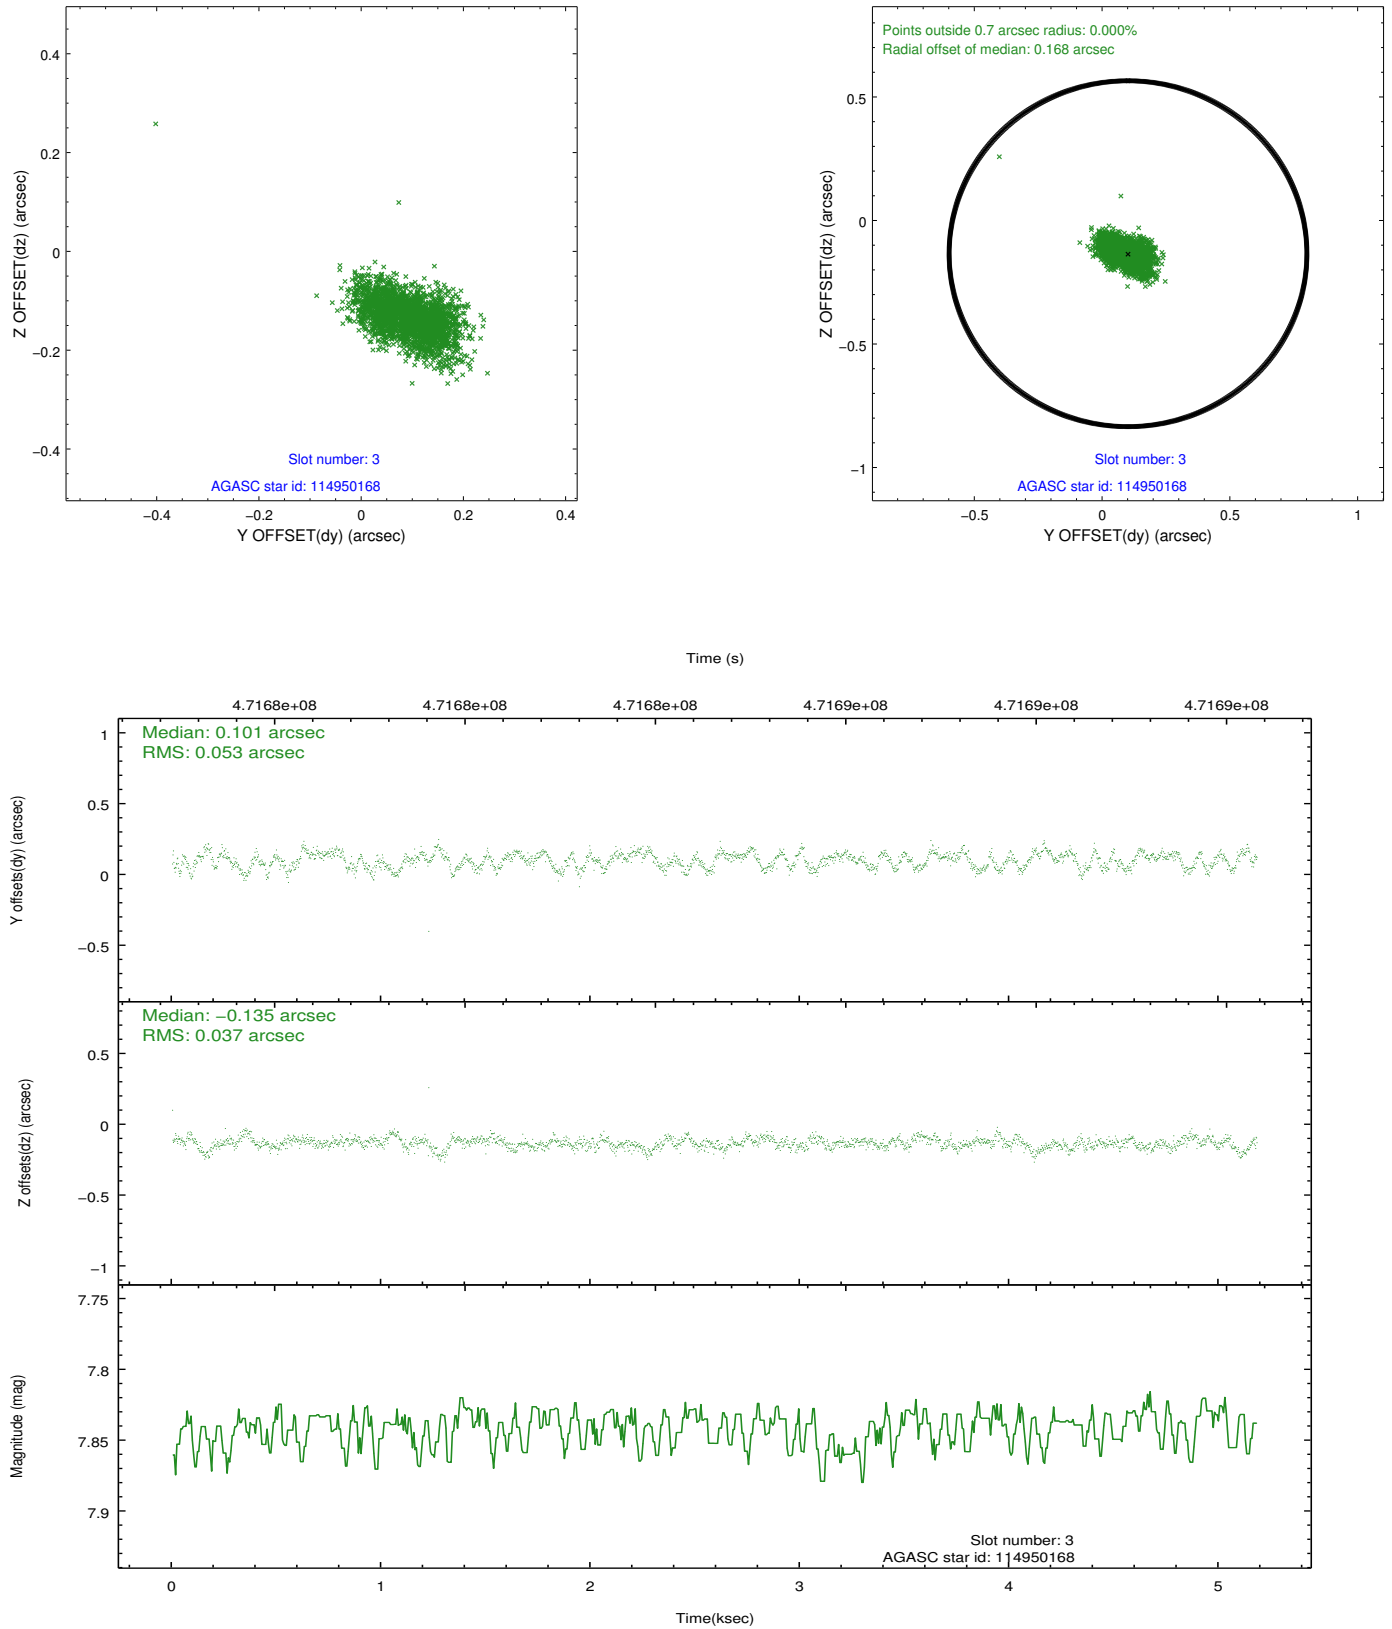 0.4
0.2
0
−0.2
−0.4
Z OFFSET(dz) (arcsec)
Slot number: 3
AGASC star id: 114950168
−0.4 −0.2 0 0.2 0.4
Y OFFSET(dy) (arcsec)
Points outside 0.7 arcsec radius: 0.000%
Radial offset of median: 0.168 arcsec
0.5
0
−0.5
−1
Z OFFSET(dz) (arcsec)
Slot number: 3
AGASC star id: 114950168
−0.5 0 0.5 1
Y OFFSET(dy) (arcsec)
Time (s)
4.7168e+08 4.7168e+08 4.7168e+08 4.7169e+08 4.7169e+08 4.7169e+08
Median: 0.101 arcsec
RMS: 0.053 arcsec
1
0.5
0
−0.5
Y offsets(dy) (arcsec)
Median: −0.135 arcsec
RMS: 0.037 arcsec
0.5
0
−0.5
−1
Z offsets(dz) (arcsec)
7.75
7.8
7.85
7.9
Magnitude (mag)
Slot number: 3
AGASC star id: 114950168
0 1 2 3 4 5
Time(ksec)